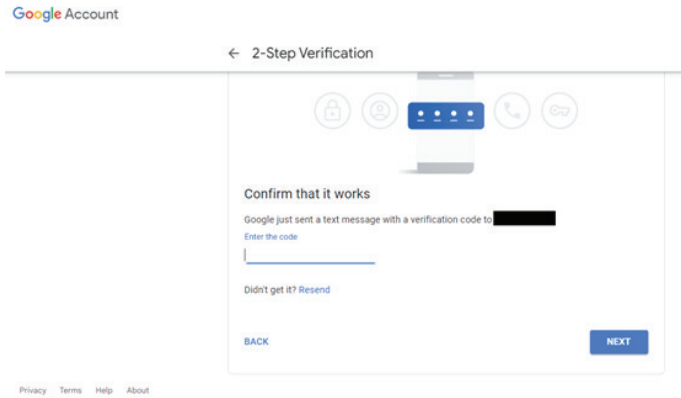 Google Account
← 2-Step Verification
Confirm that it works
Google just sent a text message with a verification code to
Enter the code
Didn't get it? Resend
BACK
NEXT
Privacy Terms Help About